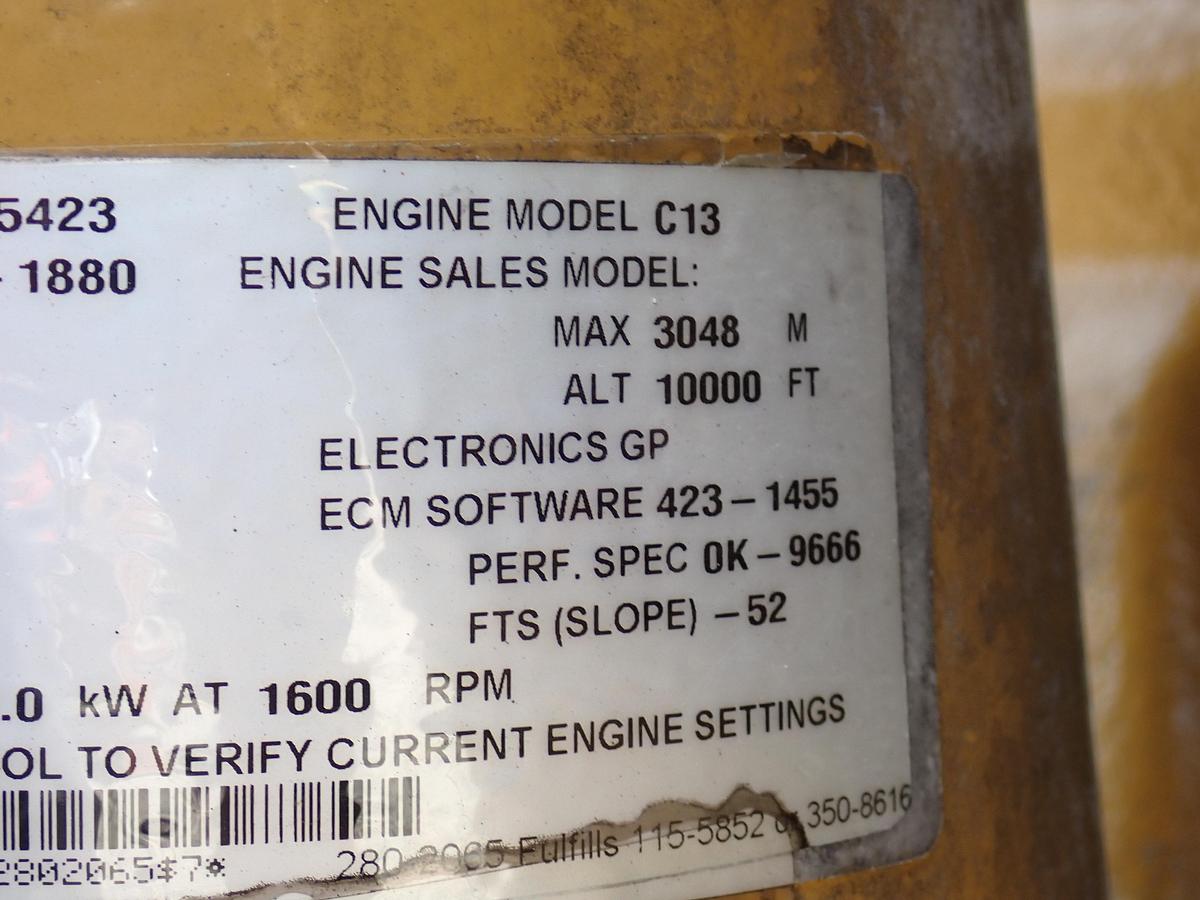 5423 ENGINE MODEL C13
- 1880 ENGINE SALES MODEL:
MAX 3048 M
ALT 10000 FT
ELECTRONICS GP
ECM SOFTWARE 423-1455
PERF. SPEC 0K-9666
FTS (SLOPE) -52
.0 kW AT 1600 RPM
OL TO VERIFY CURRENT ENGINE SETTINGS
2802065$7*
280-2065 Fulfills 115-5852 or 350-8616